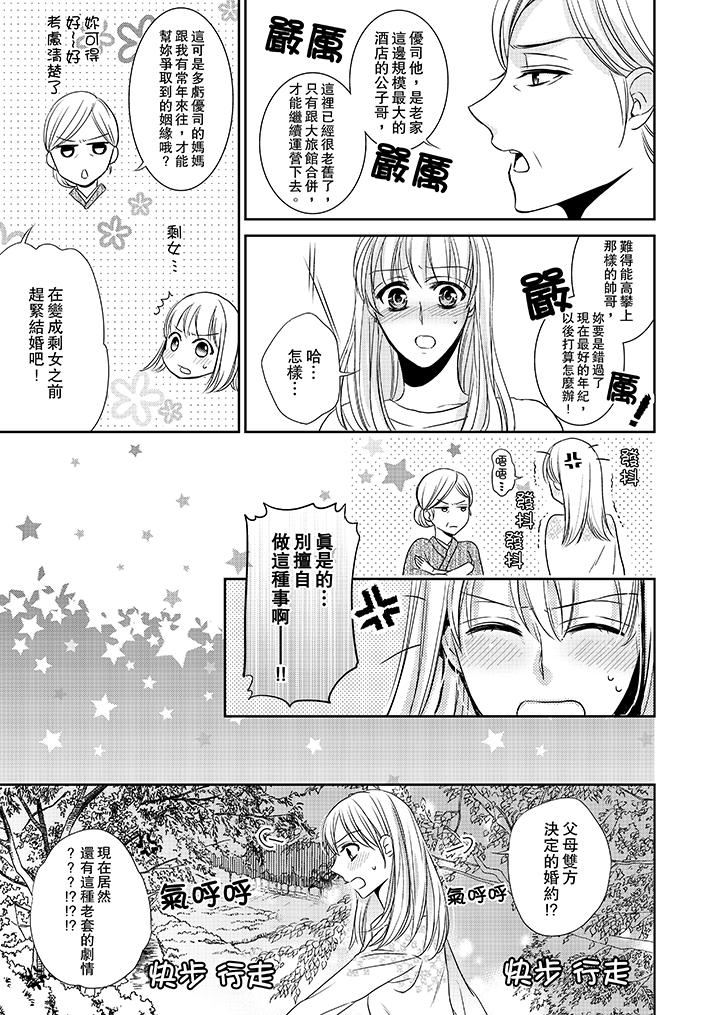 優司他，是老家
這邊規模最大的
酒店的公子哥，
嚴厲
這裡已經很老舊了，
只有跟大旅館合併，
才能繼續運營下去。
嚴厲
這可是多虧優司的媽媽
跟我有常年來往，才能
幫妳爭取到的姻緣哦？
妳可得
好～好
考慮清楚了
難得能高攀上
那樣的帥哥，
妳要是錯過了
現在最好的年紀，
以後打算怎麼辦！
嚴
厲！
哈…
怎樣…
剩女…
在變成剩女之前
趕緊結婚吧！
發抖
發抖
發抖
唔唔…
真是的…
別擅自
做這種事啊——!!
父母雙方
決定的婚約!?
氣呼呼
氣呼呼
快步 行走
快步 行走
現在居然
還有這種老套的劇情
？？？!?!?!?